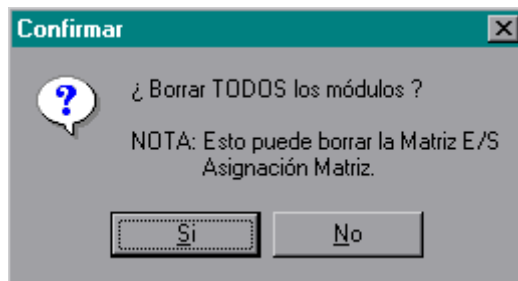 Confirmar
¿ Borrar TODOS los módulos ?
NOTA: Esto puede borrar la Matriz E/S
Asignación Matriz.
Si
No